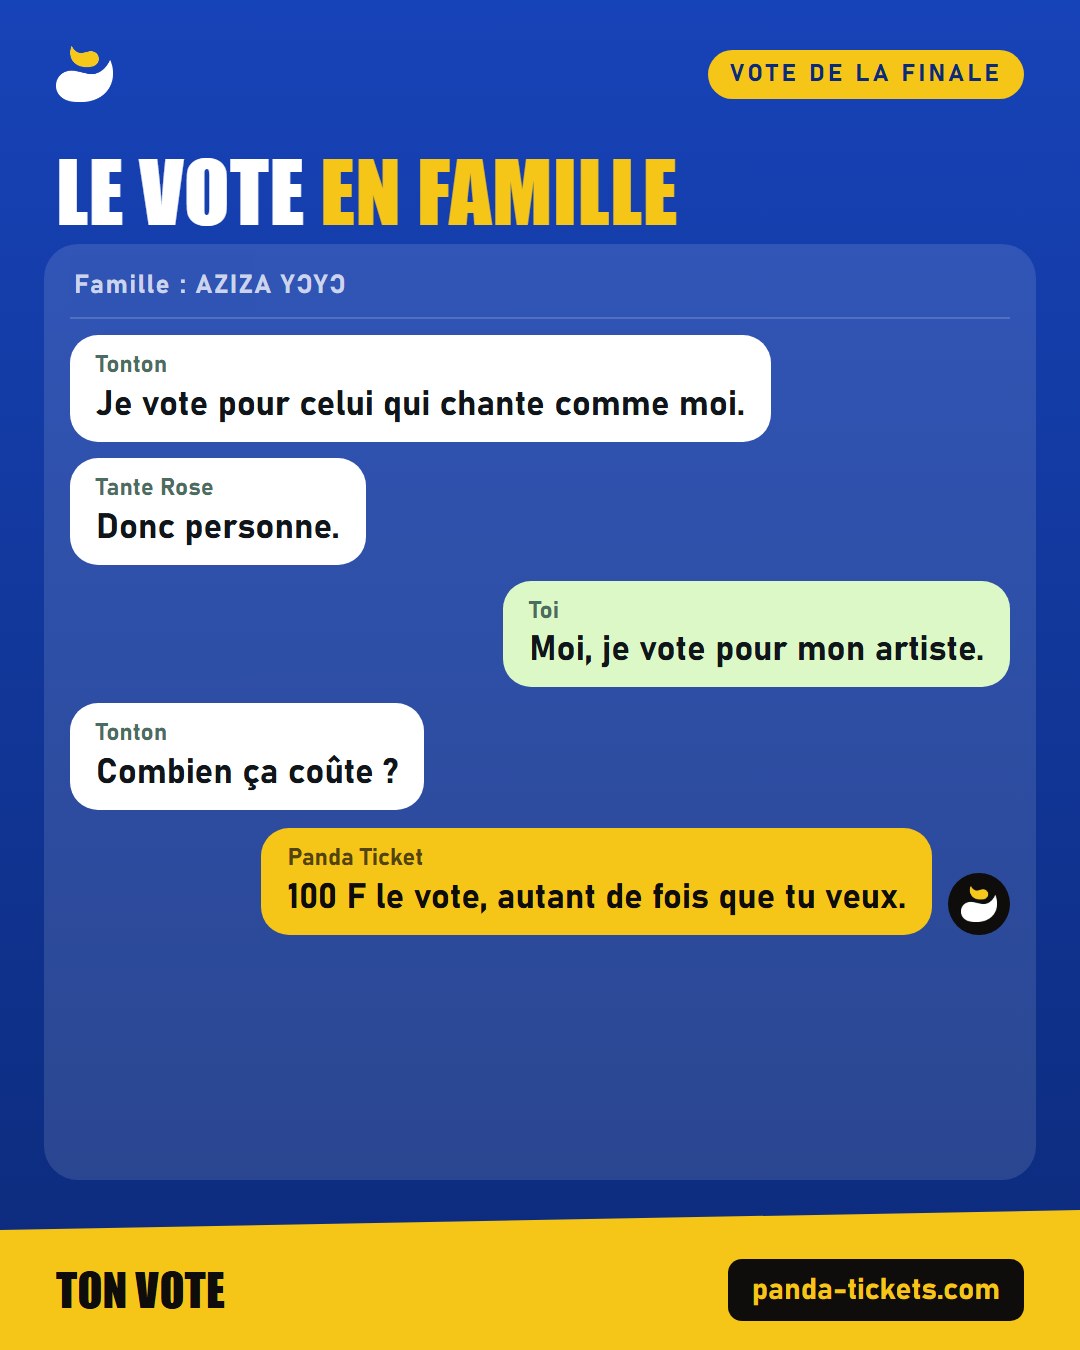 VOTE DE LA FINALE
LE VOTE EN FAMILLE
Famille : AZIZA YƆYƆ
Tonton
Je vote pour celui qui chante comme moi.
Tante Rose
Donc personne.
Toi
Moi, je vote pour mon artiste.
Tonton
Combien ça coûte ?
Panda Ticket
100 F le vote, autant de fois que tu veux.
TON VOTE
panda-tickets.com